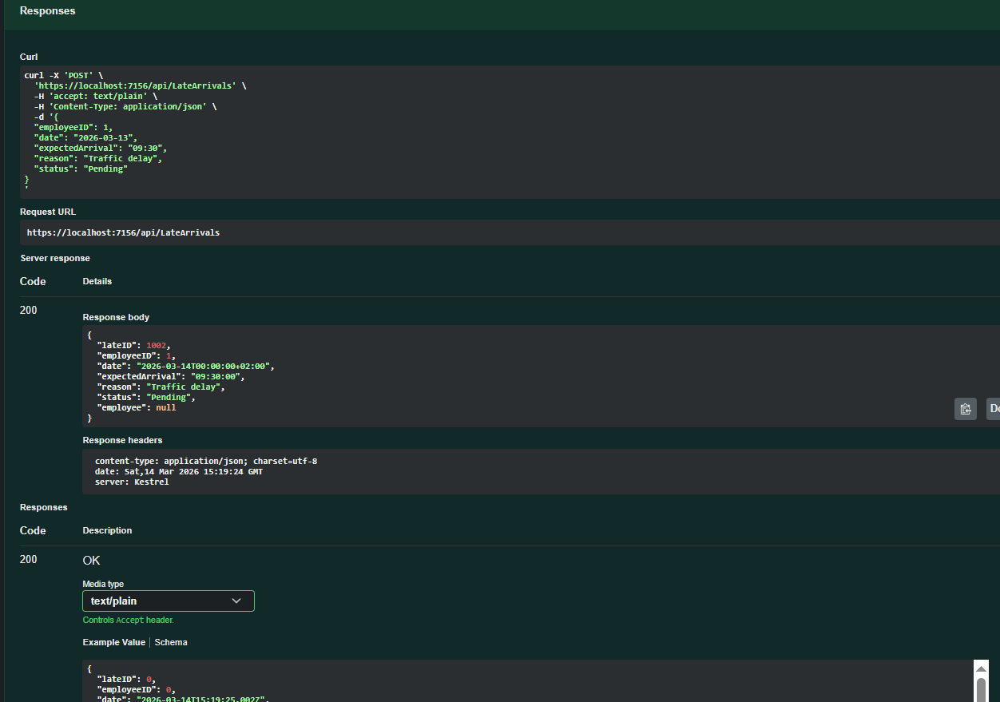 Responses
Curl
curl -X 'POST' \
'https://localhost:7156/api/LateArrivals' \
-H 'accept: text/plain' \
-H 'Content-Type: application/json' \
-d '{
"employeeID": 1,
"date": "2026-03-13",
"expectedArrival": "09:30",
"reason": "Traffic delay",
"status": "Pending"
}
'
Request URL
https://localhost:7156/api/LateArrivals
Server response
Code Details
200
Response body
{
"lateID": 1002,
"employeeID": 1,
"date": "2026-03-14T00:00:00+02:00",
"expectedArrival": "09:30:00",
"reason": "Traffic delay",
"status": "Pending",
"employee": null
}
Response headers
content-type: application/json; charset=utf-8
date: Sat,14 Mar 2026 15:19:24 GMT
server: Kestrel
Responses
Code Description
200 OK
Media type
text/plain
Controls Accept header.
Example Value | Schema
{
"lateID": 0,
"employeeID": 0,
"date": "2026-03-14T15:19:25.002Z",